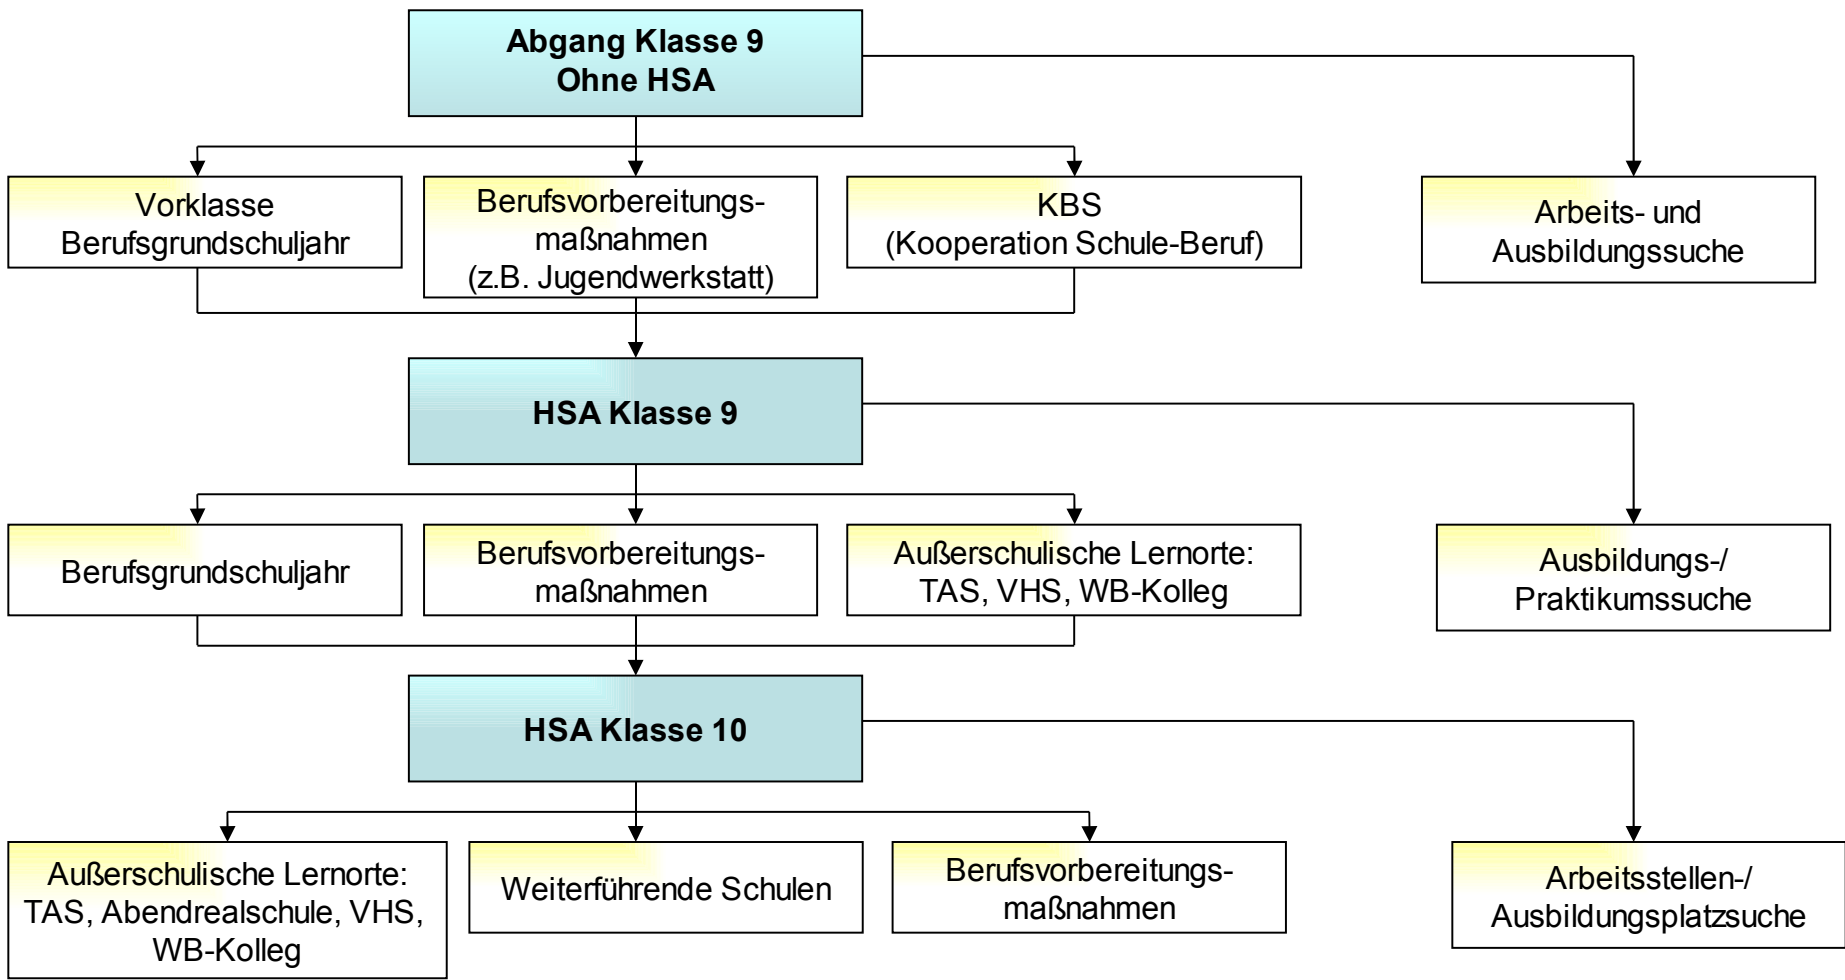 Abgang Klasse 9
Ohne HSA
Vorklasse
Berufsgrundschuljahr
Berufsvorbereitungs-
maßnahmen
(z.B. Jugendwerkstatt)
KBS
(Kooperation Schule-Beruf)
Arbeits- und
Ausbildungssuche
HSA Klasse 9
Berufsgrundschuljahr
Berufsvorbereitungs-
maßnahmen
Außerschulische Lernorte:
TAS, VHS, WB-Kolleg
Ausbildungs-/
Praktikumssuche
HSA Klasse 10
Außerschulische Lernorte:
TAS, Abendrealschule, VHS,
WB-Kolleg
Weiterführende Schulen
Berufsvorbereitungs-
maßnahmen
Arbeitsstellen-/
Ausbildungsplatzsuche